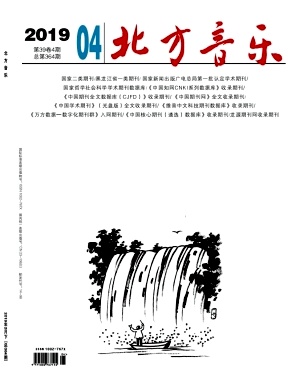 北方音乐
2019
第39卷4期
总第364期
04
北方音乐
国家二类期刊/黑龙江省一类期刊/国家新闻出版广电总局第一批认定学术期刊/
国家哲学社会科学学术期刊数据库/《中国知网CNKI系列数据库》收录期刊/
《中国期刊全文数据库（CJFD）》收录期刊/《中国期刊网》全文收录期刊/
《中国学术期刊》（光盘版）全文收录期刊/《维普中文科技期刊数据库》收录期刊/
《万方数据—数字化期刊群》入网期刊/《中国核心期刊（遴选）数据库》收录期刊/龙源期刊网收录期刊
ISSN 1002-767X